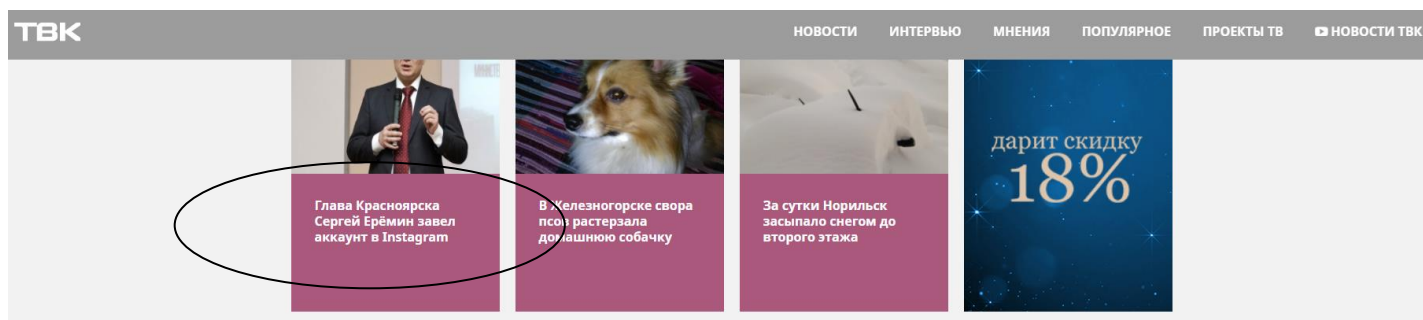 ТВК
НОВОСТИ
ИНТЕРВЬЮ
МНЕНИЯ
ПОПУЛЯРНОЕ
ПРОЕКТЫ ТВ
НОВОСТИ ТВК
Глава Красноярска
Сергей Ерёмин завел
аккаунт в Instagram
В Железногорске свора
псов растерзала
домашнюю собачку
За сутки Норильск
засыпало снегом до
второго этажа
дарит скидку
18%